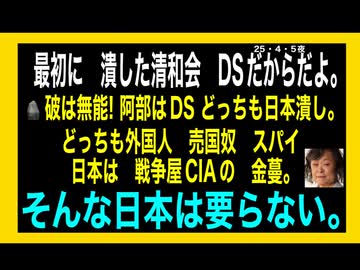 25・4・5夜
最初に 潰した清和会 DSだからだよ。
破は無能! 阿部はDS どっちも日本潰し。
どっちも外国人 売国奴 スパイ
日本は 戦争屋CIAの 金蔓。
そんな日本は要らない。